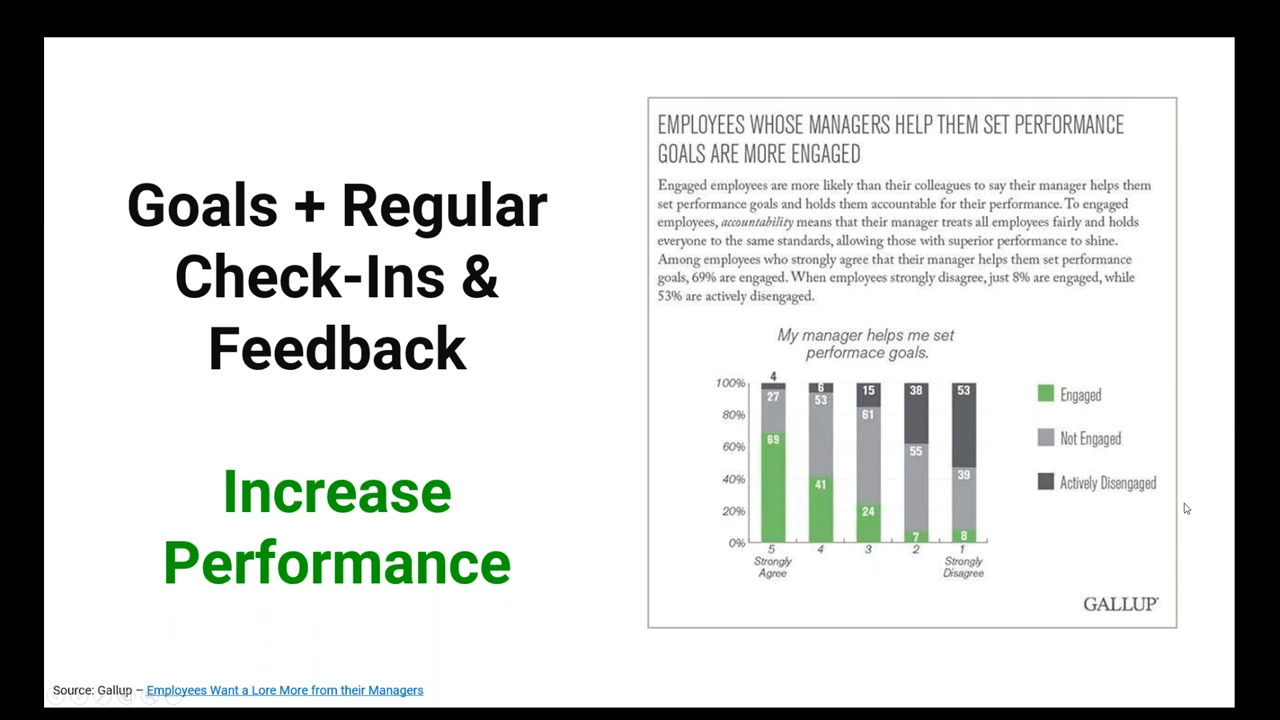 Goals + Regular
Check-Ins &
Feedback
Increase
Performance
EMPLOYEES WHOSE MANAGERS HELP THEM SET PERFORMANCE
GOALS ARE MORE ENGAGED
Engaged employees are more likely than their colleagues to say their manager helps them
set performance goals and holds them accountable for their performance. To engaged
employees, accountability means that their manager treats all employees fairly and holds
everyone to the same standards, allowing those with superior performance to shine.
Among employees who strongly agree that their manager helps them set performance
goals, 69% are engaged. When employees strongly disagree, just 8% are engaged, while
53% are actively disengaged.
My manager helps me set
performace goals.
100%
80%
60%
40%
20%
0%
4
27
69
6
53
41
15
61
24
38
55
7
53
39
8
5
Strongly
Agree
4
3
2
1
Strongly
Disagree
Engaged
Not Engaged
Actively Disengaged
GALLUP®
Source: Gallup – Employees Want a Lore More from their Managers